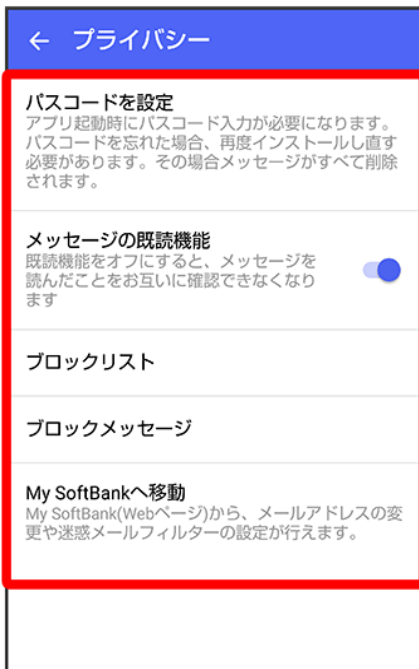 プライバシー
パスコードを設定
アプリ起動時にパスコード入力が必要になります。
パスコードを忘れた場合、再度インストールし直す
必要があります。その場合メッセージがすべて削除
されます。
メッセージの既読機能
既読機能をオフにすると、メッセージを
読んだことをお互いに確認できなくなり
ます
ブロックリスト
ブロックメッセージ
My SoftBankへ移動
My SoftBank(Webページ)から、メールアドレスの変
更や迷惑メールフィルターの設定が行えます。